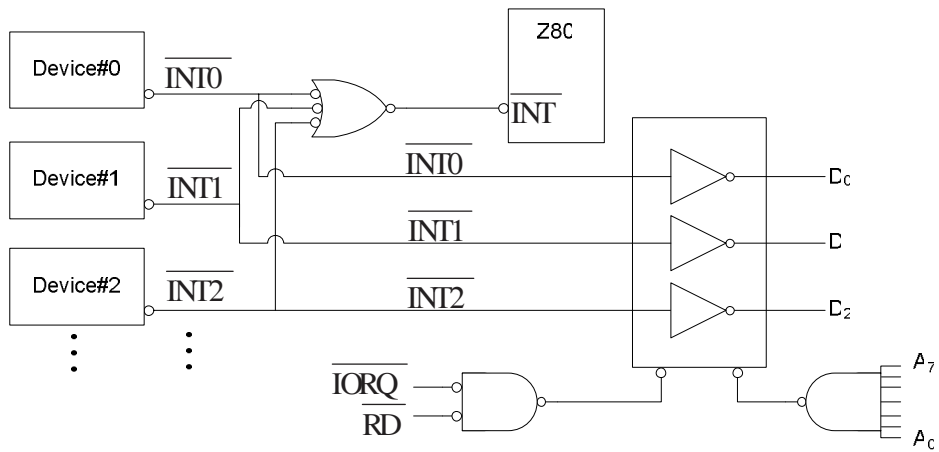 Z80
Device#0
INT0
INT
Device#1
INT1
INT0
D0
INT1
D
Device#2
INT2
INT2
D2
IORQ
RD
A7
A0